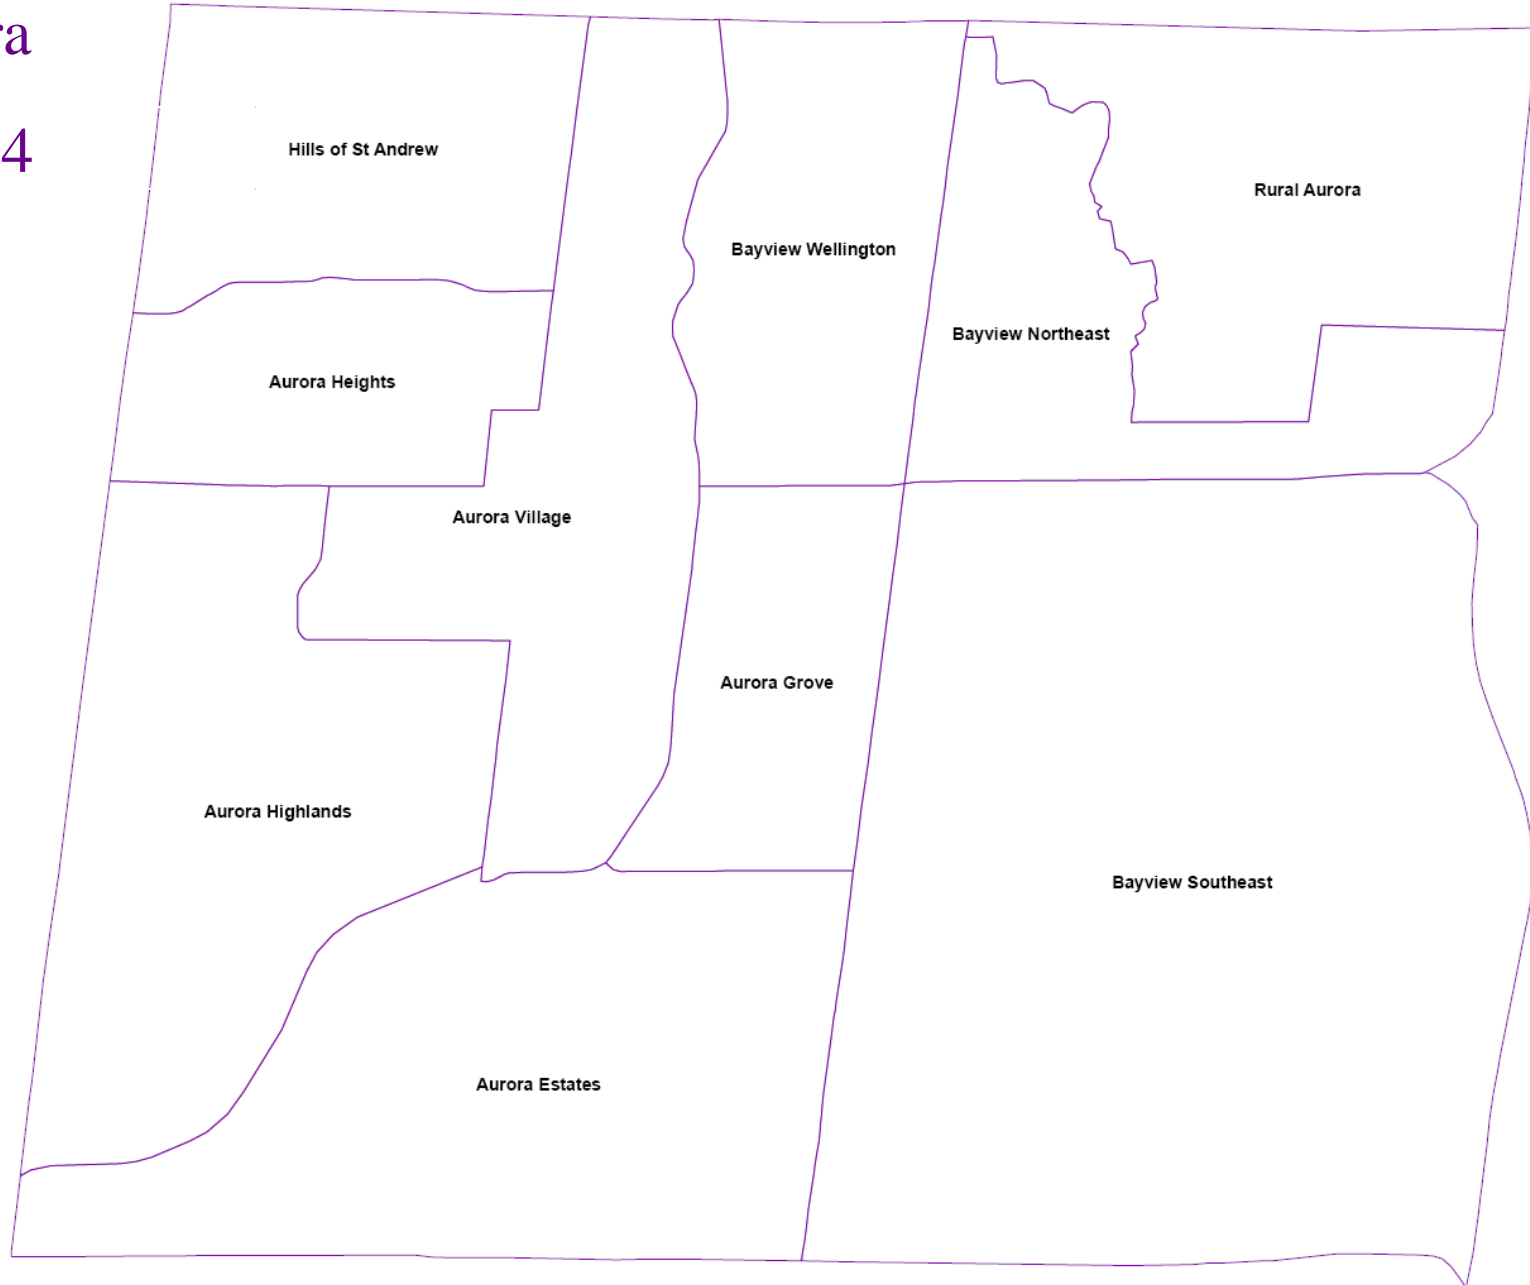 ra
4
Hills of St Andrew
Rural Aurora
Bayview Wellington
Bayview Northeast
Aurora Heights
Aurora Village
Aurora Grove
Aurora Highlands
Bayview Southeast
Aurora Estates